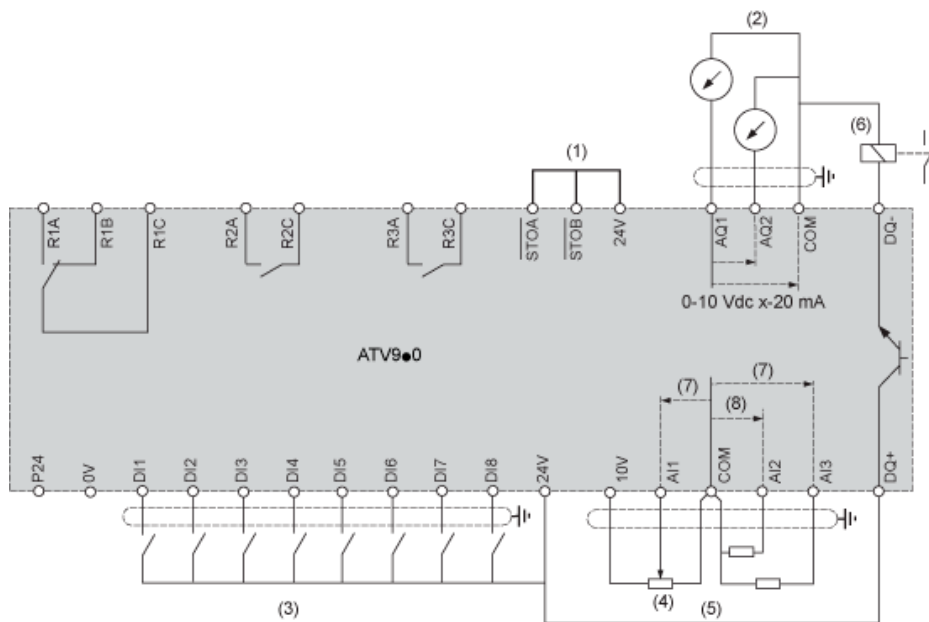 (2)
(6)
(1)
R1A
R1B
R1C
R2A
R2C
R3A
R3C
STOA
STOB
24V
AQ1
AQ2
COM
DQ-
0-10 Vdc x-20 mA
ATV9●0
(7)
(7)
(8)
P24
0V
DI1
DI2
DI3
DI4
DI5
DI6
DI7
DI8
24V
10V
AI1
COM
AI2
AI3
DQ+
(3)
(4)
(5)